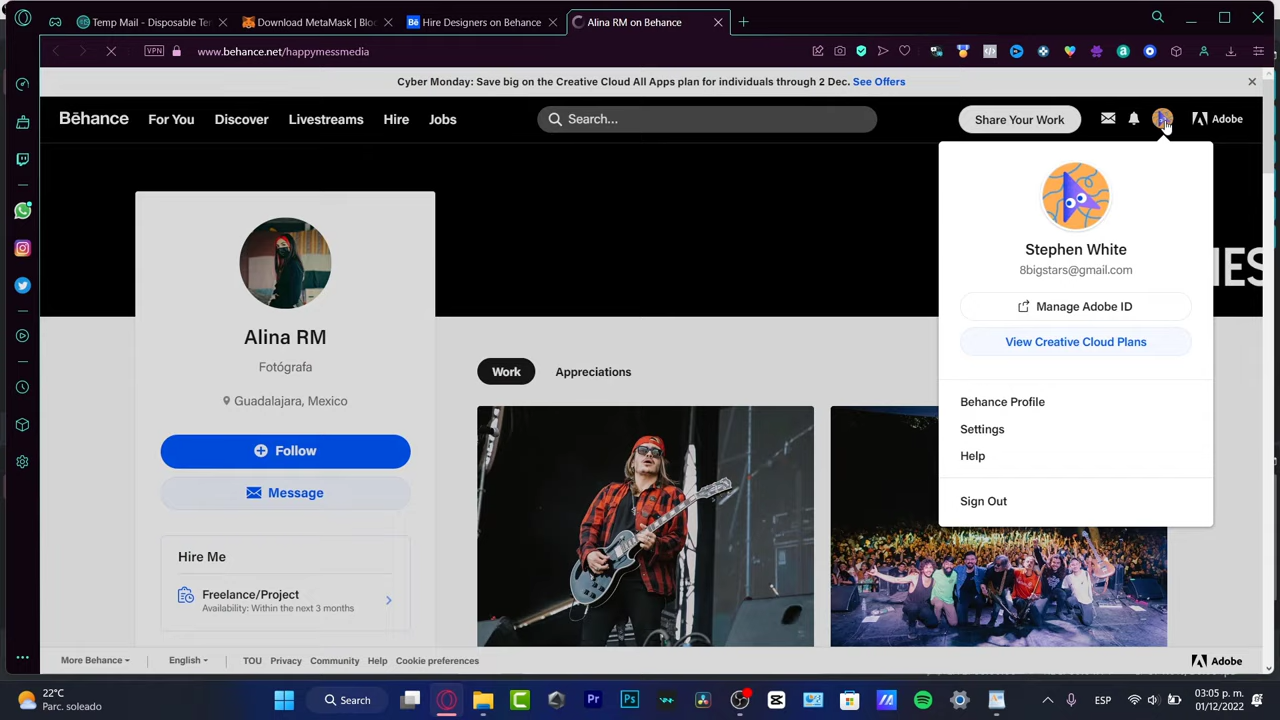 Temp Mail - Disposable Ten
Download MetaMask | Bloc
Hire Designers on Behance
Alina RM on Behance
VPN
www.behance.net/happymessmedia
Cyber Monday: Save big on the Creative Cloud All Apps plan for individuals through 2 Dec. See Offers
Bēhance
For You
Discover
Livestreams
Hire
Jobs
Search...
Share Your Work
Adobe
Stephen White
8bigstars@gmail.com
Manage Adobe ID
View Creative Cloud Plans
Behance Profile
Settings
Help
Sign Out
Alina RM
Fotógrafa
Guadalajara, Mexico
Follow
Message
Hire Me
Freelance/Project
Availability: Within the next 3 months
Work
Appreciations
More Behance
English
TOU
Privacy
Community
Help
Cookie preferences
Adobe
22°C
Parc. soleado
Search
Pr
Ps
ESP
03:05 p. m.
01/12/2022